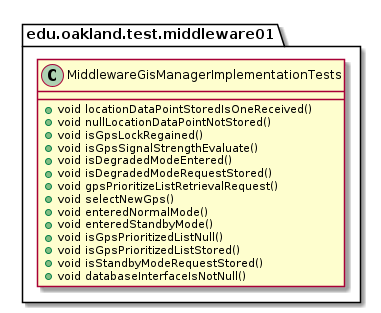 edu.oakland.test.middleware01
C MiddlewareGisManagerImplementationTests
void locationDataPointStoredIsOneReceived()
void nullLocationDataPointNotStored()
void isGpsLockRegained()
void isGpsSignalStrengthEvaluate()
void isDegradedModeEntered()
void isDegradedModeRequestStored()
void gpsPrioritizeListRetrievalRequest()
void selectNewGps()
void enteredNormalMode()
void enteredStandbyMode()
void isGpsPrioritizedListNull()
void isGpsPrioritizedListStored()
void isStandbyModeRequestStored()
void databaseInterfaceIsNotNull()